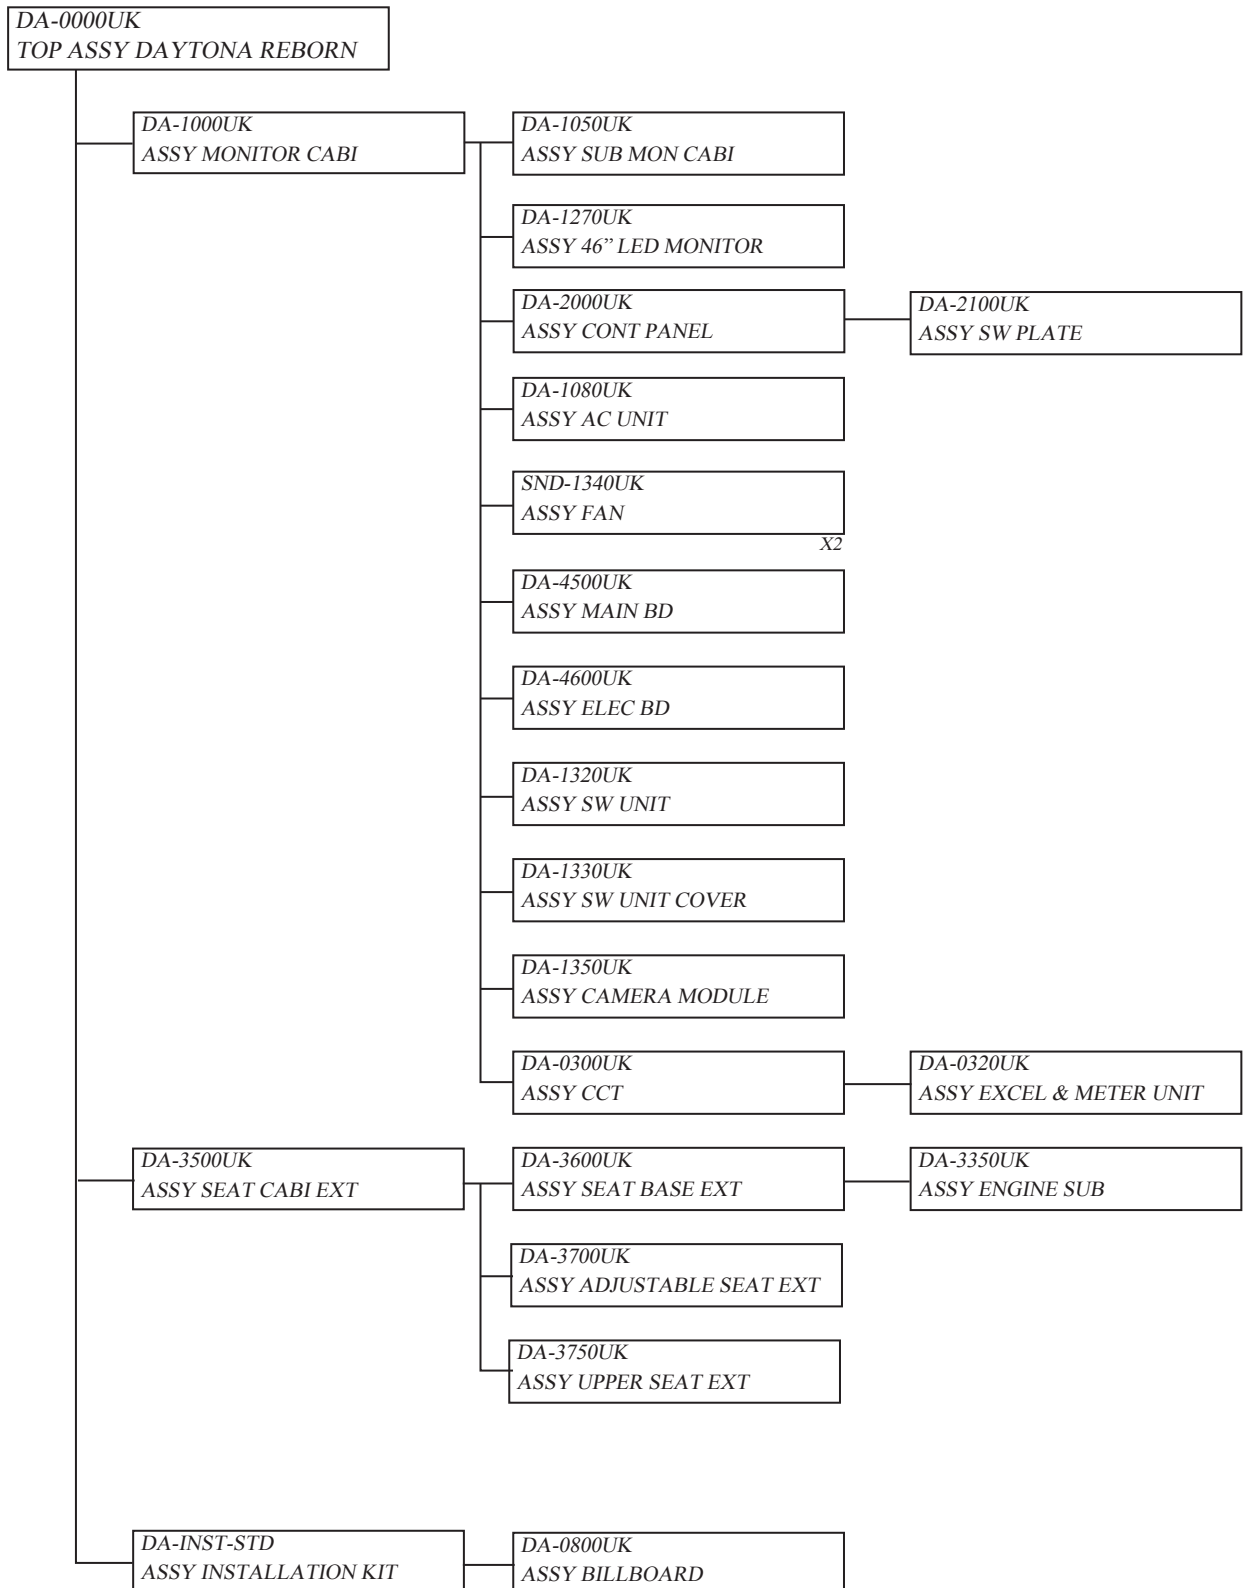 DA-0000UK
TOP ASSY DAYTONA REBORN
DA-1000UK
ASSY MONITOR CABI
DA-1050UK
ASSY SUB MON CABI
DA-1270UK
ASSY 46” LED MONITOR
DA-2000UK
ASSY CONT PANEL
DA-2100UK
ASSY SW PLATE
DA-1080UK
ASSY AC UNIT
SND-1340UK
ASSY FAN
X2
DA-4500UK
ASSY MAIN BD
DA-4600UK
ASSY ELEC BD
DA-1320UK
ASSY SW UNIT
DA-1330UK
ASSY SW UNIT COVER
DA-1350UK
ASSY CAMERA MODULE
DA-0300UK
ASSY CCT
DA-0320UK
ASSY EXCEL & METER UNIT
DA-3500UK
ASSY SEAT CABI EXT
DA-3600UK
ASSY SEAT BASE EXT
DA-3350UK
ASSY ENGINE SUB
DA-3700UK
ASSY ADJUSTABLE SEAT EXT
DA-3750UK
ASSY UPPER SEAT EXT
DA-INST-STD
ASSY INSTALLATION KIT
DA-0800UK
ASSY BILLBOARD